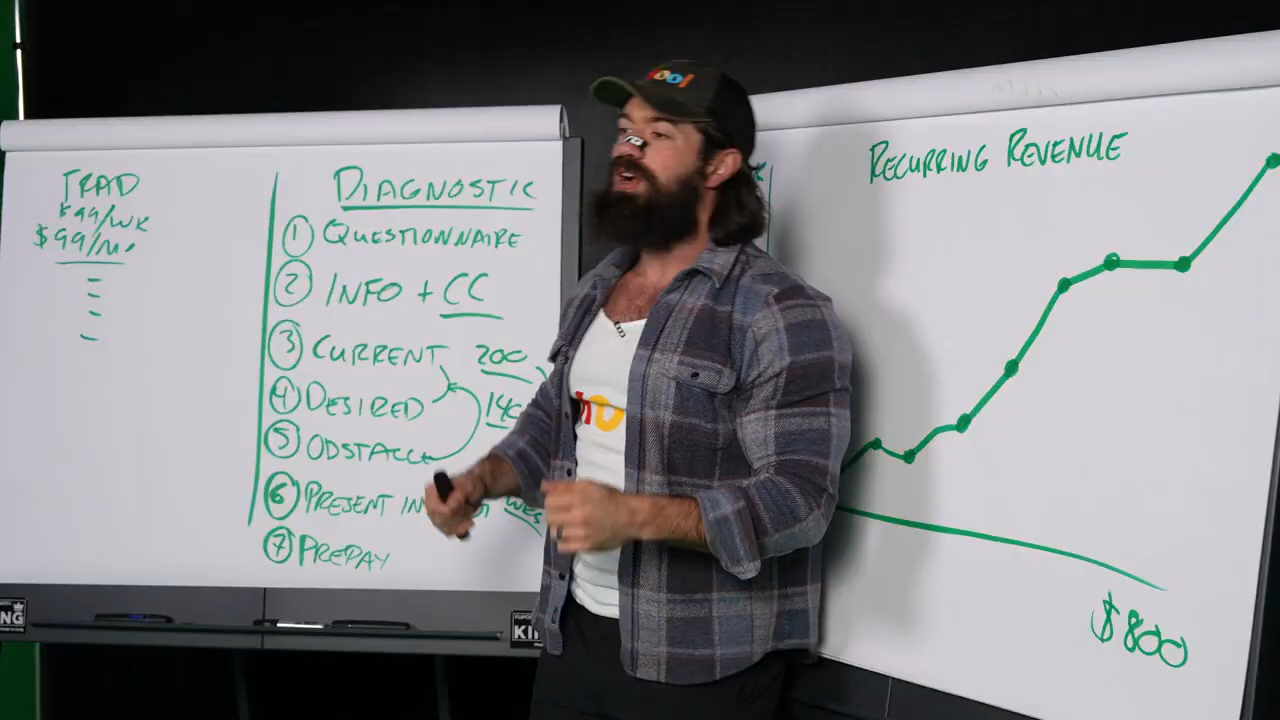 TRAD
$99/WK
$99/MO
DIAGNOSTIC
1 QUESTIONNAIRE
2 INFO + CC
3 CURRENT 200
4 DESIRED 140
5 OBSTACLE
6 PRESENT IN
7 PREPAY
RECURRING REVENUE
$800